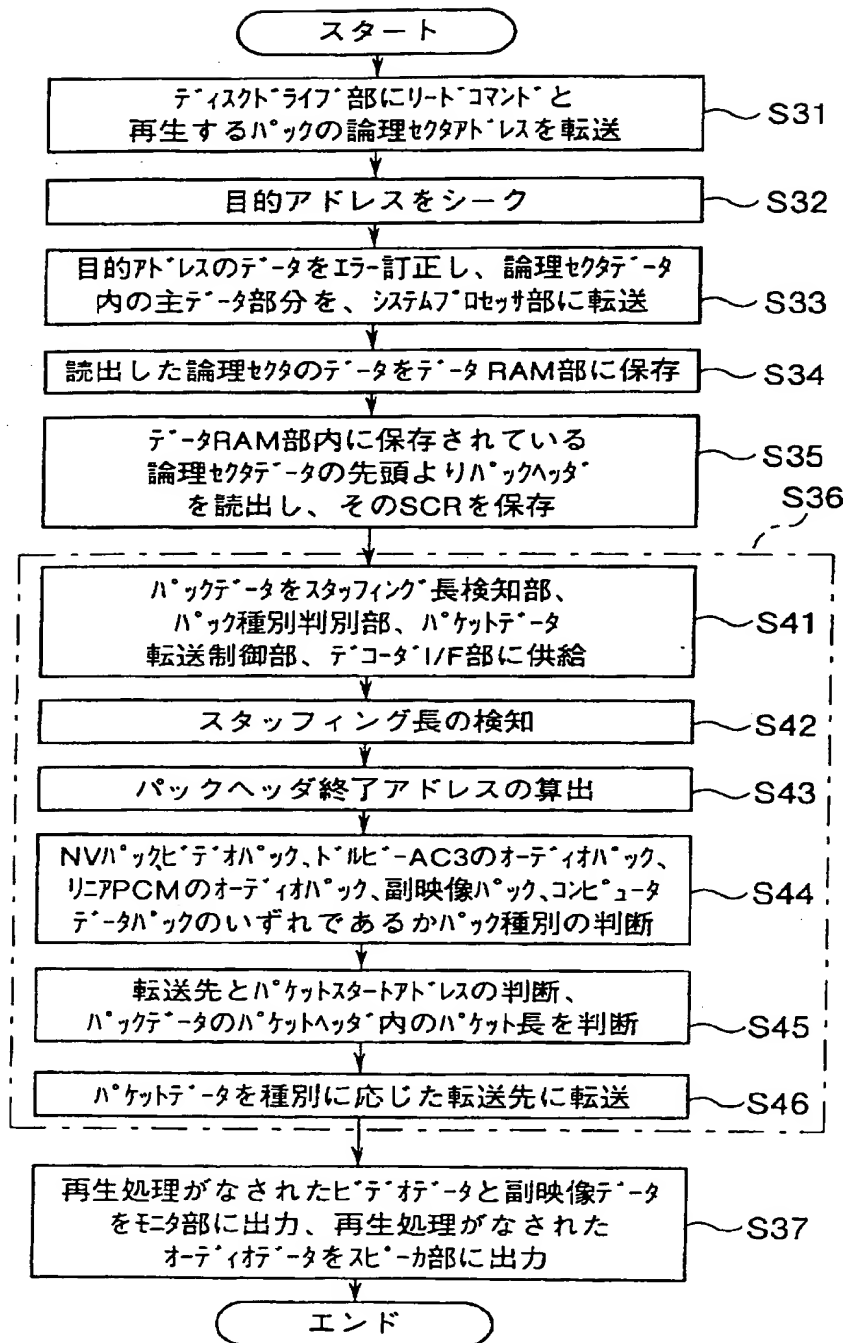 スタート
ディスクドライブ部にリードコマンドと
再生するパックの論理セクタアドレスを転送
S31
目的アドレスをシーク
S32
目的アドレスのデータをエラー訂正し、論理セクタデータ
内の主データ部分を、システムプロセッサ部に転送
S33
読出した論理セクタのデータをデータRAM部に保存
S34
データRAM部内に保存されている
論理セクタデータの先頭よりパックヘッダ
を読出し、そのSCRを保存
S35
S36
パックデータをスタッフィング長検知部、
パック種別判別部、パケットデータ
転送制御部、デコーダI/F部に供給
S41
スタッフィング長の検知
S42
パックヘッダ終了アドレスの算出
S43
NVパック、ビデオパック、ドルビーAC3のオーディオパック、
リニアPCMのオーディオパック、副映像パック、コンピュータ
データパックのいずれであるかパック種別の判断
S44
転送先とパケットスタートアドレスの判断、
パックデータのパケットヘッダ内のパケット長を判断
S45
パケットデータを種別に応じた転送先に転送
S46
再生処理がなされたビデオデータと副映像データ
をモニタ部に出力、再生処理がなされた
オーディオデータをスピーカ部に出力
S37
エンド